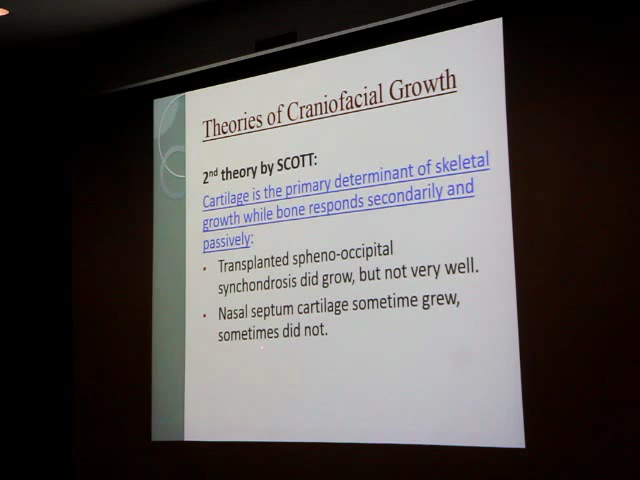 Theories of Craniofacial Growth
2nd theory by SCOTT:
Cartilage is the primary determinant of skeletal
growth while bone responds secondarily and
passively:
• Transplanted spheno-occipital
synchondrosis did grow, but not very well.
• Nasal septum cartilage sometime grew,
sometimes did not.